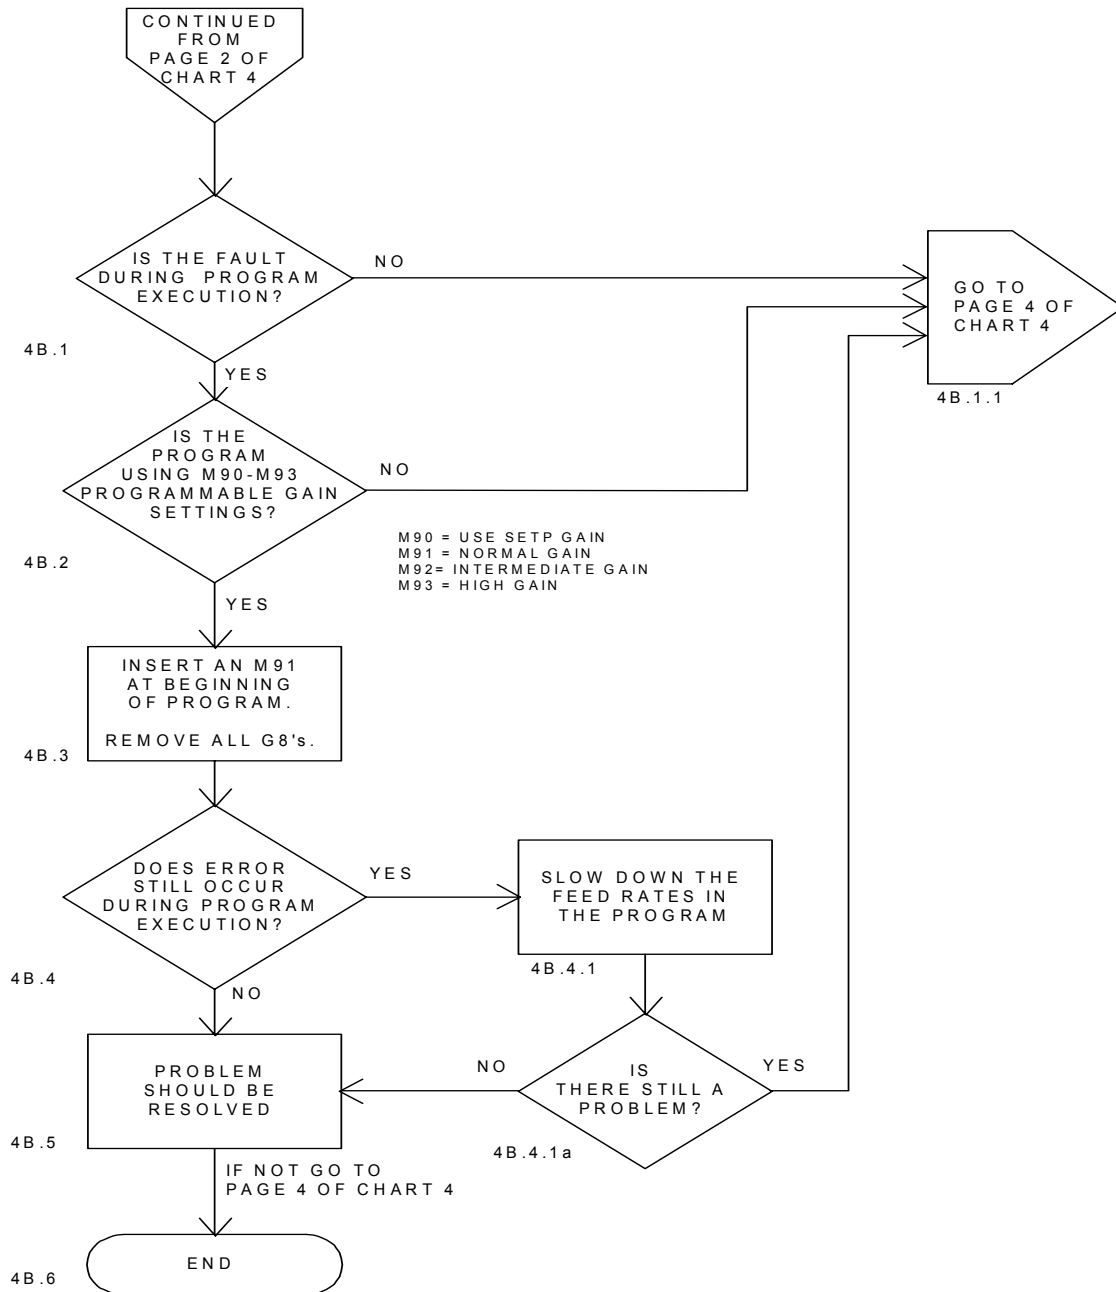 CONTINUED
FROM
PAGE 2 OF
CHART 4
IS THE FAULT
DURING PROGRAM
EXECUTION?
NO
4B.1
YES
GO TO
PAGE 4 OF
CHART 4
4B.1.1
IS THE
PROGRAM
USING M90-M93
PROGRAMMABLE GAIN
SETTINGS?
NO
4B.2
YES
M90 = USE SETP GAIN
M91 = NORMAL GAIN
M92= INTERMEDIATE GAIN
M93 = HIGH GAIN
INSERT AN M91
AT BEGINNING
OF PROGRAM.
REMOVE ALL G8's.
4B.3
DOES ERROR
STILL OCCUR
DURING PROGRAM
EXECUTION?
YES
4B.4
NO
SLOW DOWN THE
FEED RATES IN
THE PROGRAM
4B.4.1
IS
THERE STILL A
PROBLEM?
NO
YES
4B.4.1a
PROBLEM
SHOULD BE
RESOLVED
4B.5
IF NOT GO TO
PAGE 4 OF CHART 4
END
4B.6